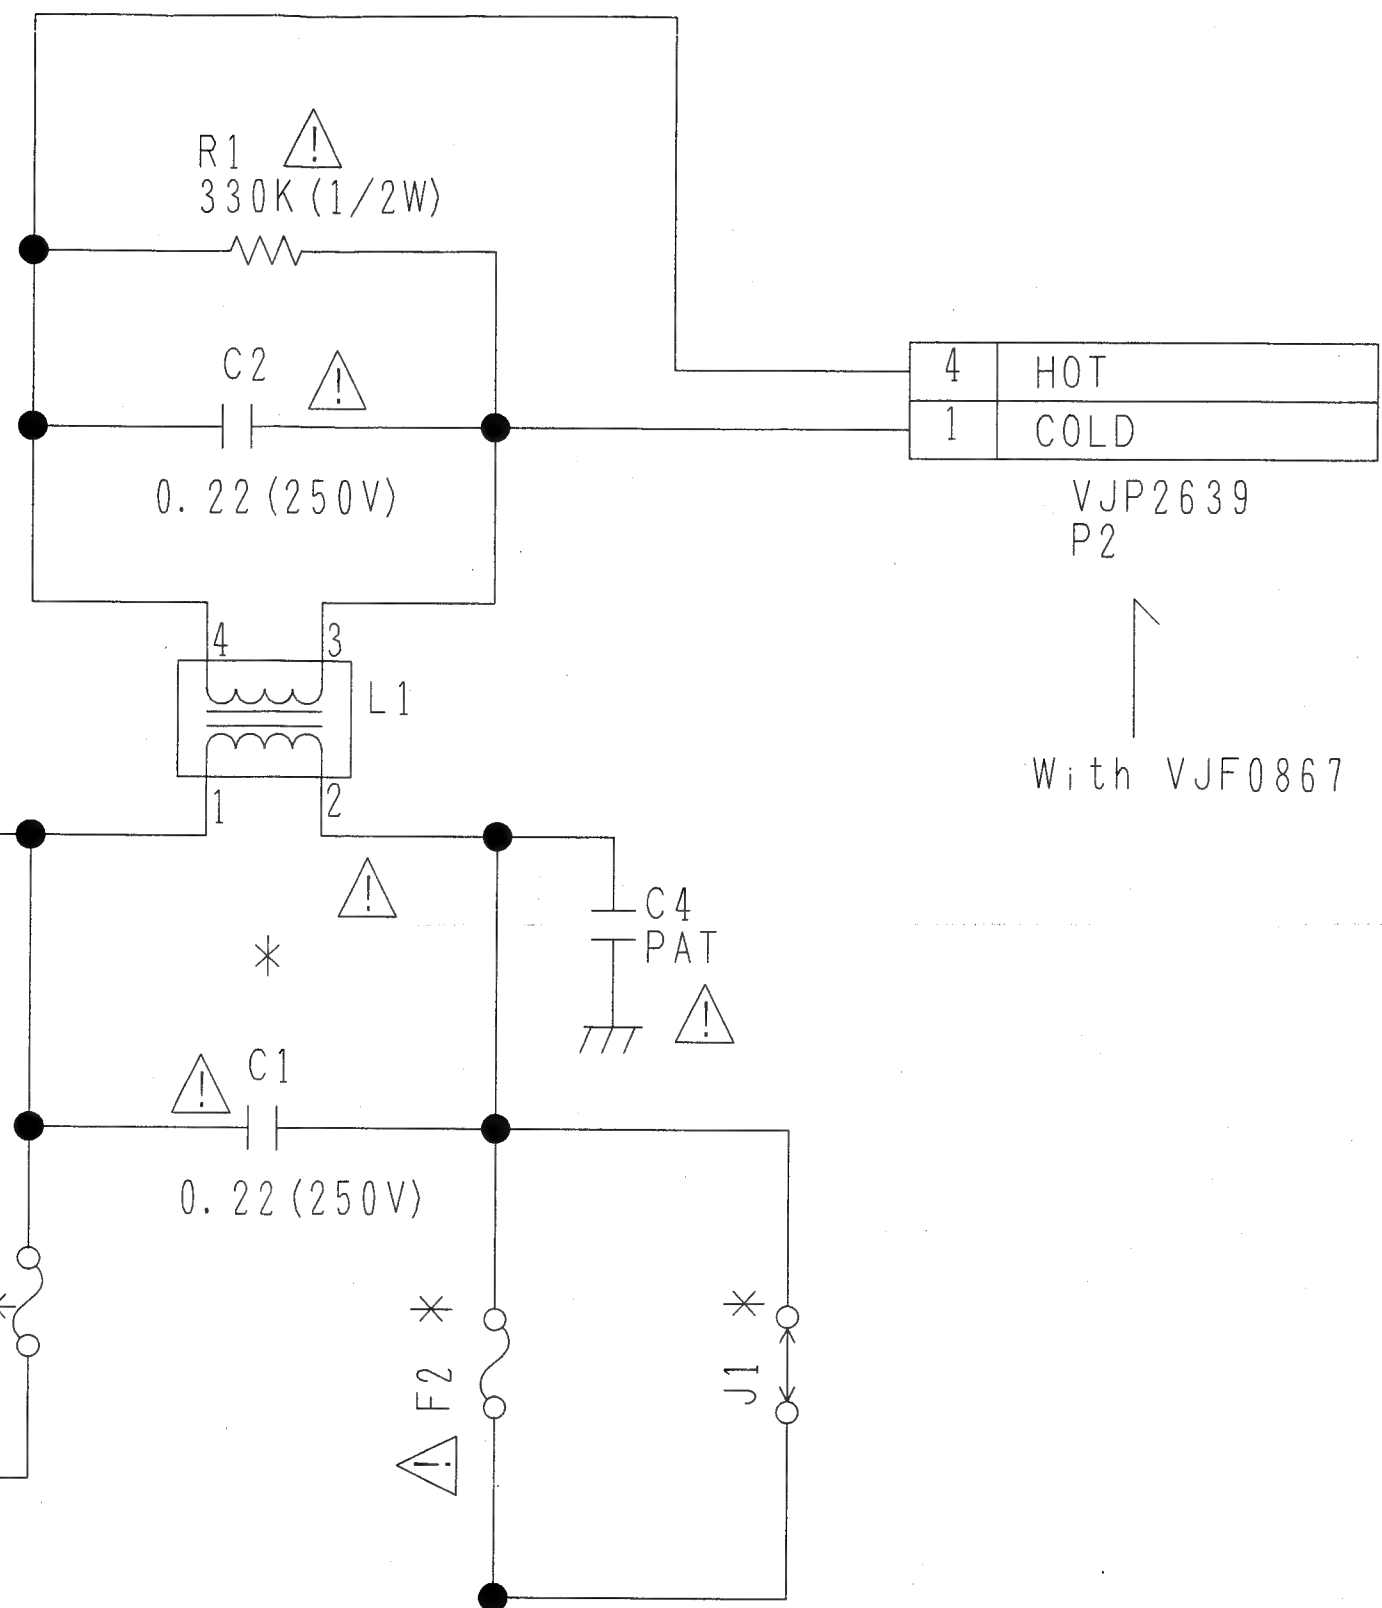 R1
330K(1/2W)
C2
0.22(250V)
4 HOT
1 COLD
VJP2639
P2
With VJF0867
4 3
L1
1 2
C4
PAT
*
C1
0.22(250V)
* F2
* J1